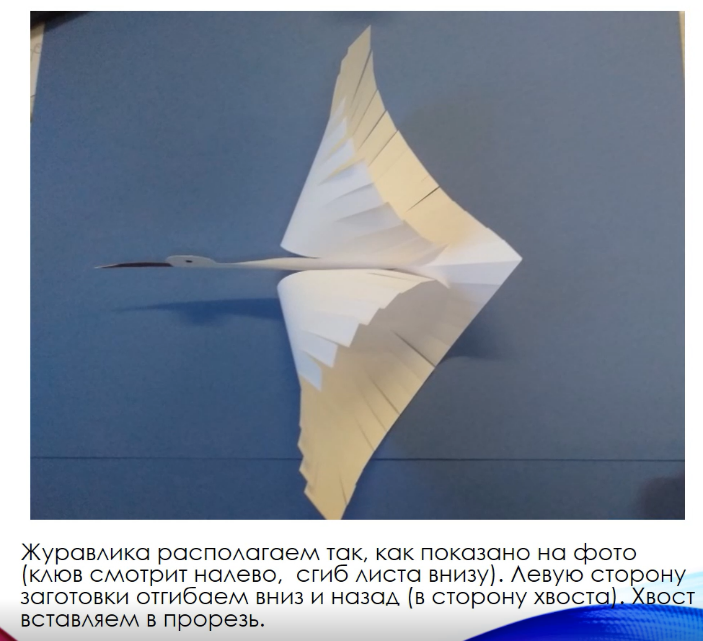 Журавлика располагаем так, как показано на фото
(клюв смотрит налево, сгиб листа внизу). Левую сторону
заготовки отгибаем вниз и назад (в сторону хвоста). Хвост
вставляем в прорезь.